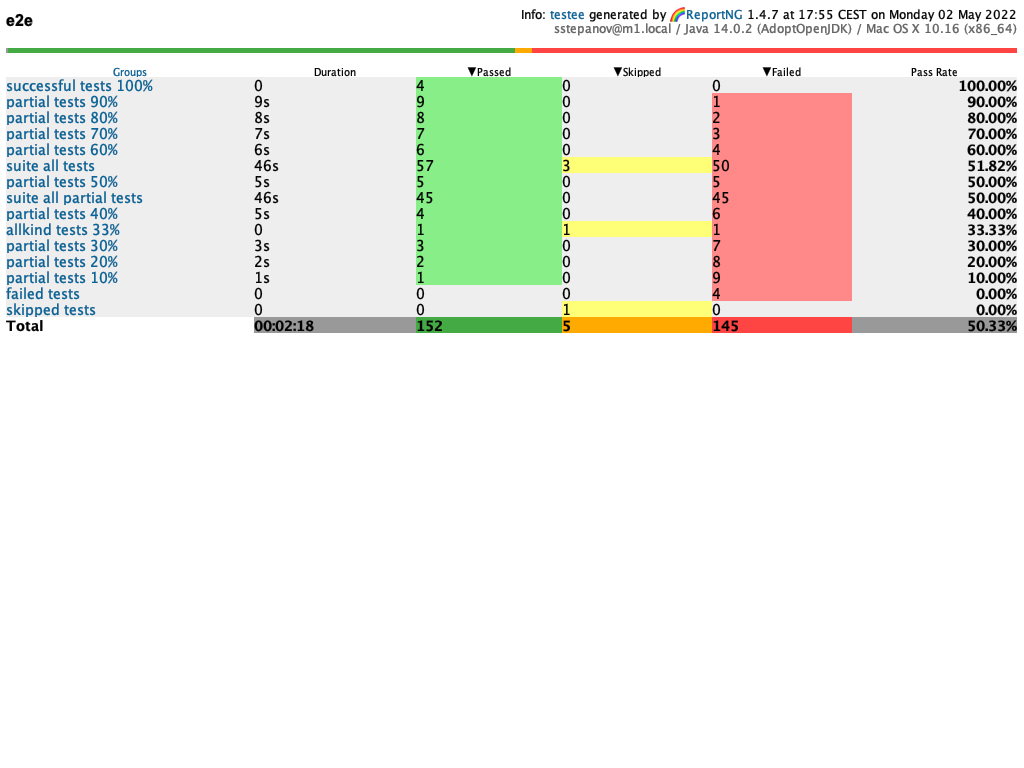 e2e
Info: testee generated by ReportNG 1.4.7 at 17:55 CEST on Monday 02 May 2022
sstepanov@m1.local / Java 14.0.2 (AdoptOpenJDK) / Mac OS X 10.16 (x86_64)
Groups Duration ▼Passed ▼Skipped ▼Failed Pass Rate
successful tests 100% 0 4 0 0 100.00%
partial tests 90% 9s 9 0 1 90.00%
partial tests 80% 8s 8 0 2 80.00%
partial tests 70% 7s 7 0 3 70.00%
partial tests 60% 6s 6 0 4 60.00%
suite all tests 46s 57 3 50 51.82%
partial tests 50% 5s 5 0 5 50.00%
suite all partial tests 46s 45 0 45 50.00%
partial tests 40% 5s 4 0 6 40.00%
allkind tests 33% 0 1 1 1 33.33%
partial tests 30% 3s 3 0 7 30.00%
partial tests 20% 2s 2 0 8 20.00%
partial tests 10% 1s 1 0 9 10.00%
failed tests 0 0 0 4 0.00%
skipped tests 0 0 1 0 0.00%
Total 00:02:18 152 5 145 50.33%